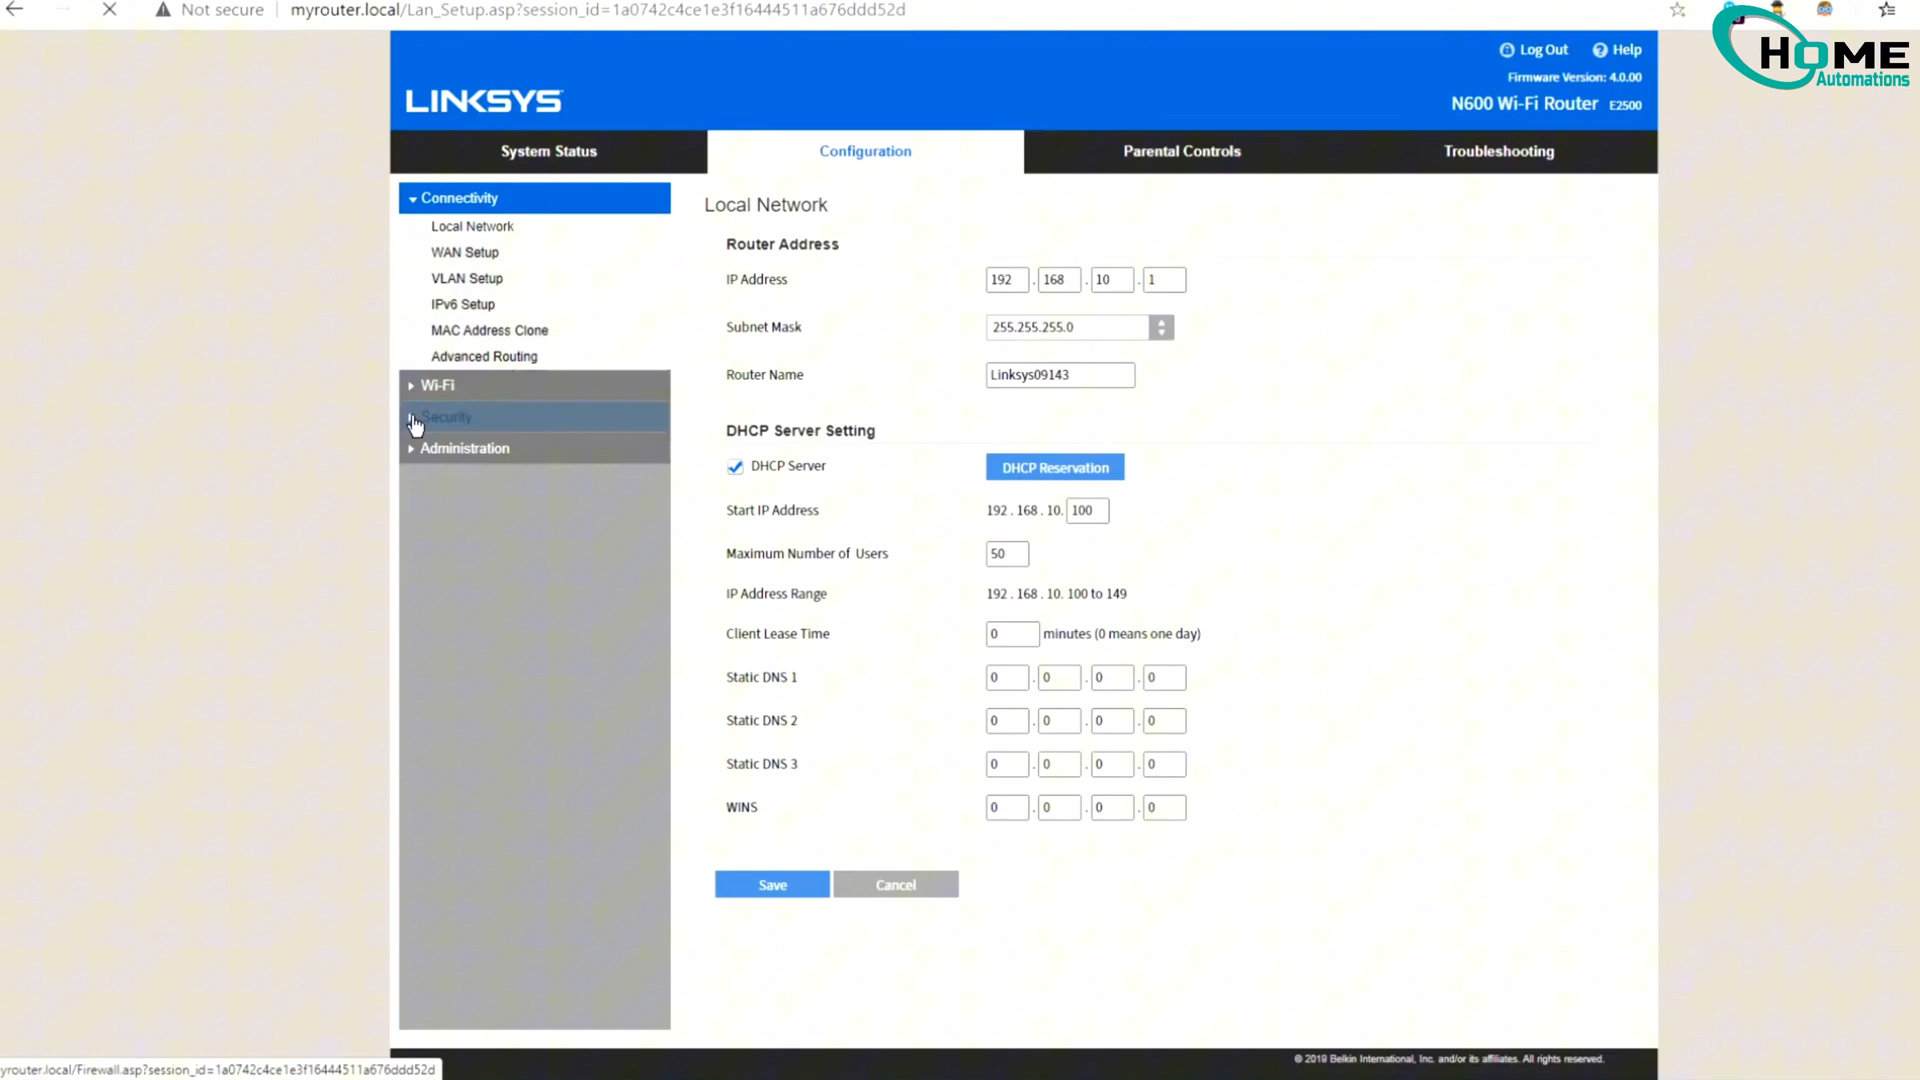 Not secure | myrouter.local/Lan_Setup.asp?session_id=1a0742c4ce1e3f16444511a676ddd52d
HOME
Automations
Log Out Help
Firmware Version: 4.0.00
LINKSYS
N600 Wi-Fi Router E2500
System Status Configuration Parental Controls Troubleshooting
Connectivity
Local Network
WAN Setup
VLAN Setup
IPv6 Setup
MAC Address Clone
Advanced Routing
Wi-Fi
Security
Administration
Local Network
Router Address
IP Address 192 . 168 . 10 . 1
Subnet Mask 255.255.255.0
Router Name Linksys09143
DHCP Server Setting
DHCP Server DHCP Reservation
Start IP Address 192 . 168 . 10. 100
Maximum Number of Users 50
IP Address Range 192 . 168 . 10. 100 to 149
Client Lease Time 0 minutes (0 means one day)
Static DNS 1 0 . 0 . 0 . 0
Static DNS 2 0 . 0 . 0 . 0
Static DNS 3 0 . 0 . 0 . 0
WINS 0 . 0 . 0 . 0
Save Cancel
© 2019 Belkin International, Inc. and/or its affiliates. All rights reserved.
yrouter.local/Firewall.asp?session_id=1a0742c4ce1e3f16444511a676ddd52d